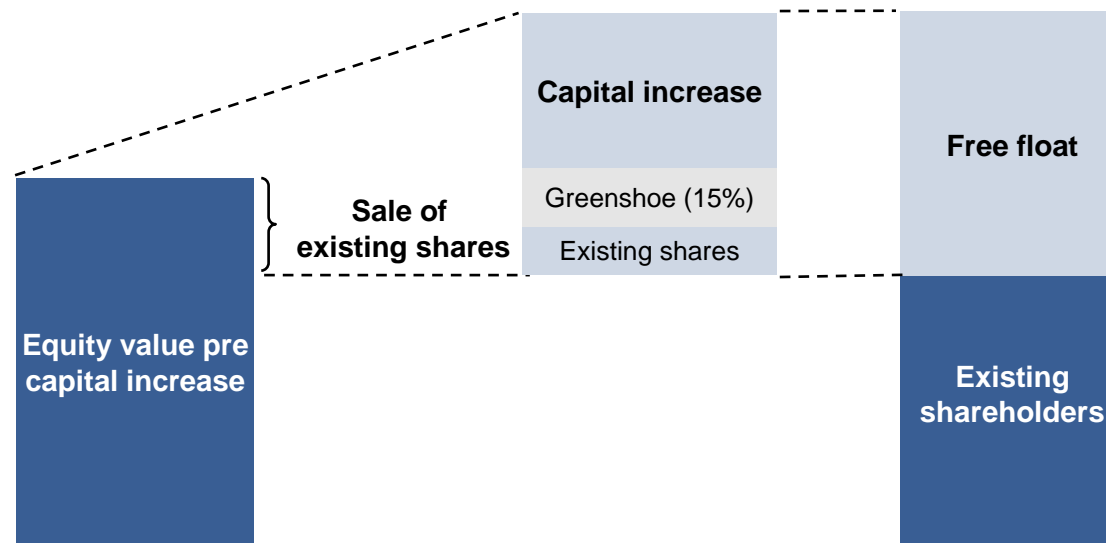 Capital increase
Free float
Greenshoe (15%)
Sale of
existing shares
Existing shares
Equity value pre
capital increase
Existing
shareholders